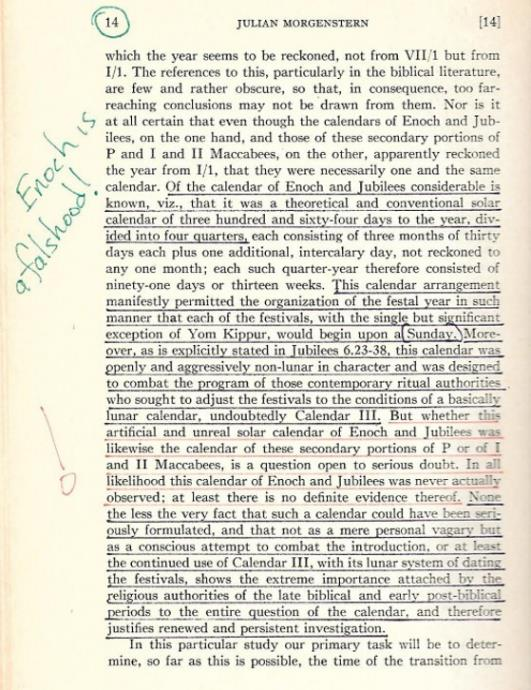 14
JULIAN MORGENSTERN
[14]
which the year seems to be reckoned, not from VII/1 but from
I/1. The references to this, particularly in the biblical literature,
are few and rather obscure, so that, in consequence, too far-
reaching conclusions may not be drawn from them. Nor is it
at all certain that even though the calendars of Enoch and Jub-
ilees, on the one hand, and those of these secondary portions of
P and I and II Maccabees, on the other, apparently reckoned
the year from I/1, that they were necessarily one and the same
calendar. Of the calendar of Enoch and Jubilees considerable is
known, viz., that it was a theoretical and conventional solar
calendar of three hundred and sixty-four days to the year, div-
ided into four quarters, each consisting of three months of thirty
days each plus one additional, intercalary day, not reckoned to
any one month; each such quarter-year therefore consisted of
ninety-one days or thirteen weeks. This calendar arrangement
manifestly permitted the organization of the festal year in such
manner that each of the festivals, with the single but significant
exception of Yom Kippur, would begin upon a Sunday. More-
over, as is explicitly stated in Jubilees 6.23-38, this calendar was
openly and aggressively non-lunar in character and was designed
to combat the program of those contemporary ritual authorities
who sought to adjust the festivals to the conditions of a basically
lunar calendar, undoubtedly Calendar III. But whether this
artificial and unreal solar calendar of Enoch and Jubilees was
likewise the calendar of these secondary portions of P or of I
and II Maccabees, is a question open to serious doubt. In all
likelihood this calendar of Enoch and Jubilees was never actually
observed; at least there is no definite evidence thereof. None
the less the very fact that such a calendar could have been seri-
ously formulated, and that not as a mere personal vagary but
as a conscious attempt to combat the introduction, or at least
the continued use of Calendar III, with its lunar system of dating
the festivals, shows the extreme importance attached by the
religious authorities of the late biblical and early post-biblical
periods to the entire question of the calendar, and therefore
justifies renewed and persistent investigation.
In this particular study our primary task will be to deter-
mine, so far as this is possible, the time of the transition from
Enoch is
a falshood!